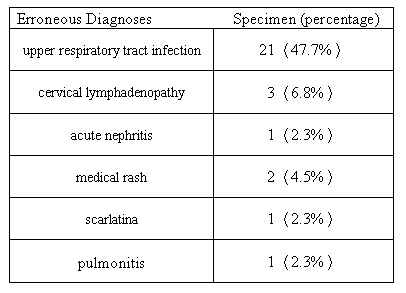 Erroneous Diagnoses Specimen (percentage)
upper respiratory tract infection 21（47.7%）
cervical lymphadenopathy 3（6.8%）
acute nephritis 1（2.3%）
medical rash 2（4.5%）
scarlatina 1（2.3%）
pulmonitis 1（2.3%）